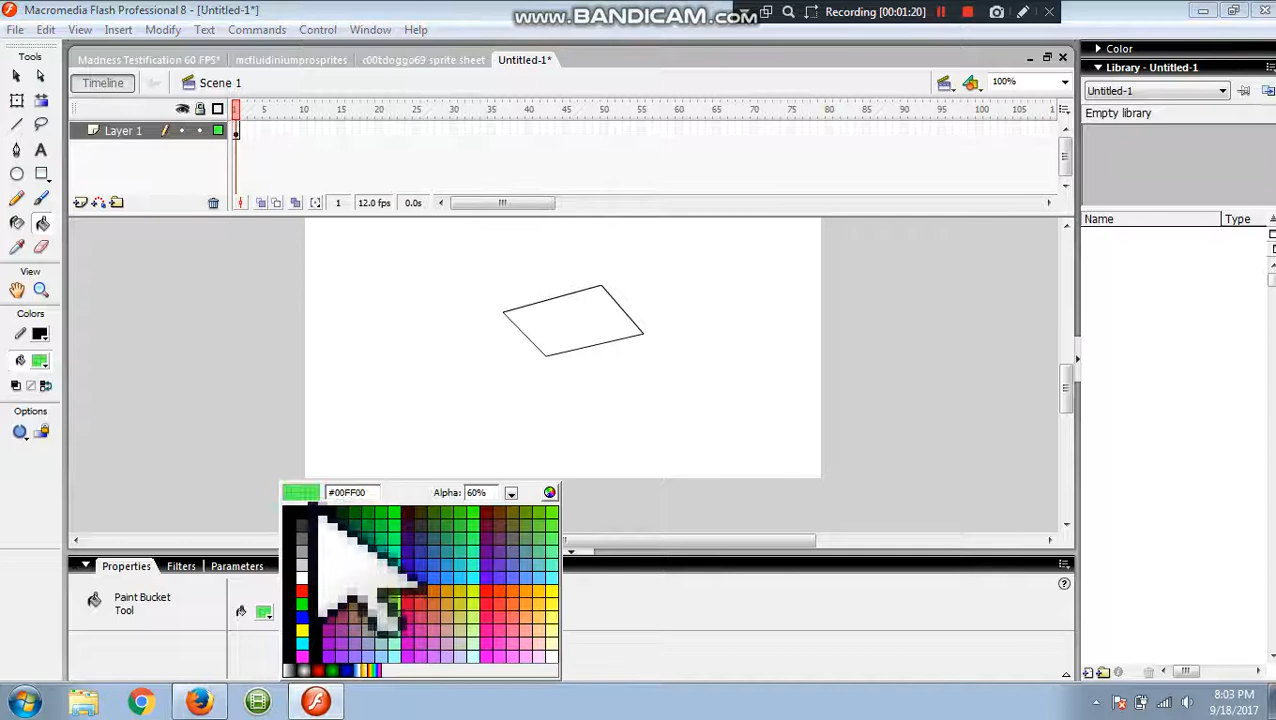 Macromedia Flash Professional 8 - [Untitled-1*]
www.BANDICAM.com
Recording [00:01:20]
File Edit View Insert Modify Text Commands Control Window Help
Tools
Madness Testification 60 FPS* mcfluidiniumprosprites c00tdoggo69 sprite sheet Untitled-1*
Color
Library - Untitled-1
Timeline
Scene 1
100%
Untitled-1
Empty library
5 10 15 20 25 30 35 40 45 50 55 60 65 70 75 80 85 90 95 100 105
Layer 1
1 12.0 fps 0.0s
Name Type
View
Colors
Options
#00FF00 Alpha: 60%
Properties Filters Parameters
Paint Bucket
Tool
8:03 PM
9/18/2017